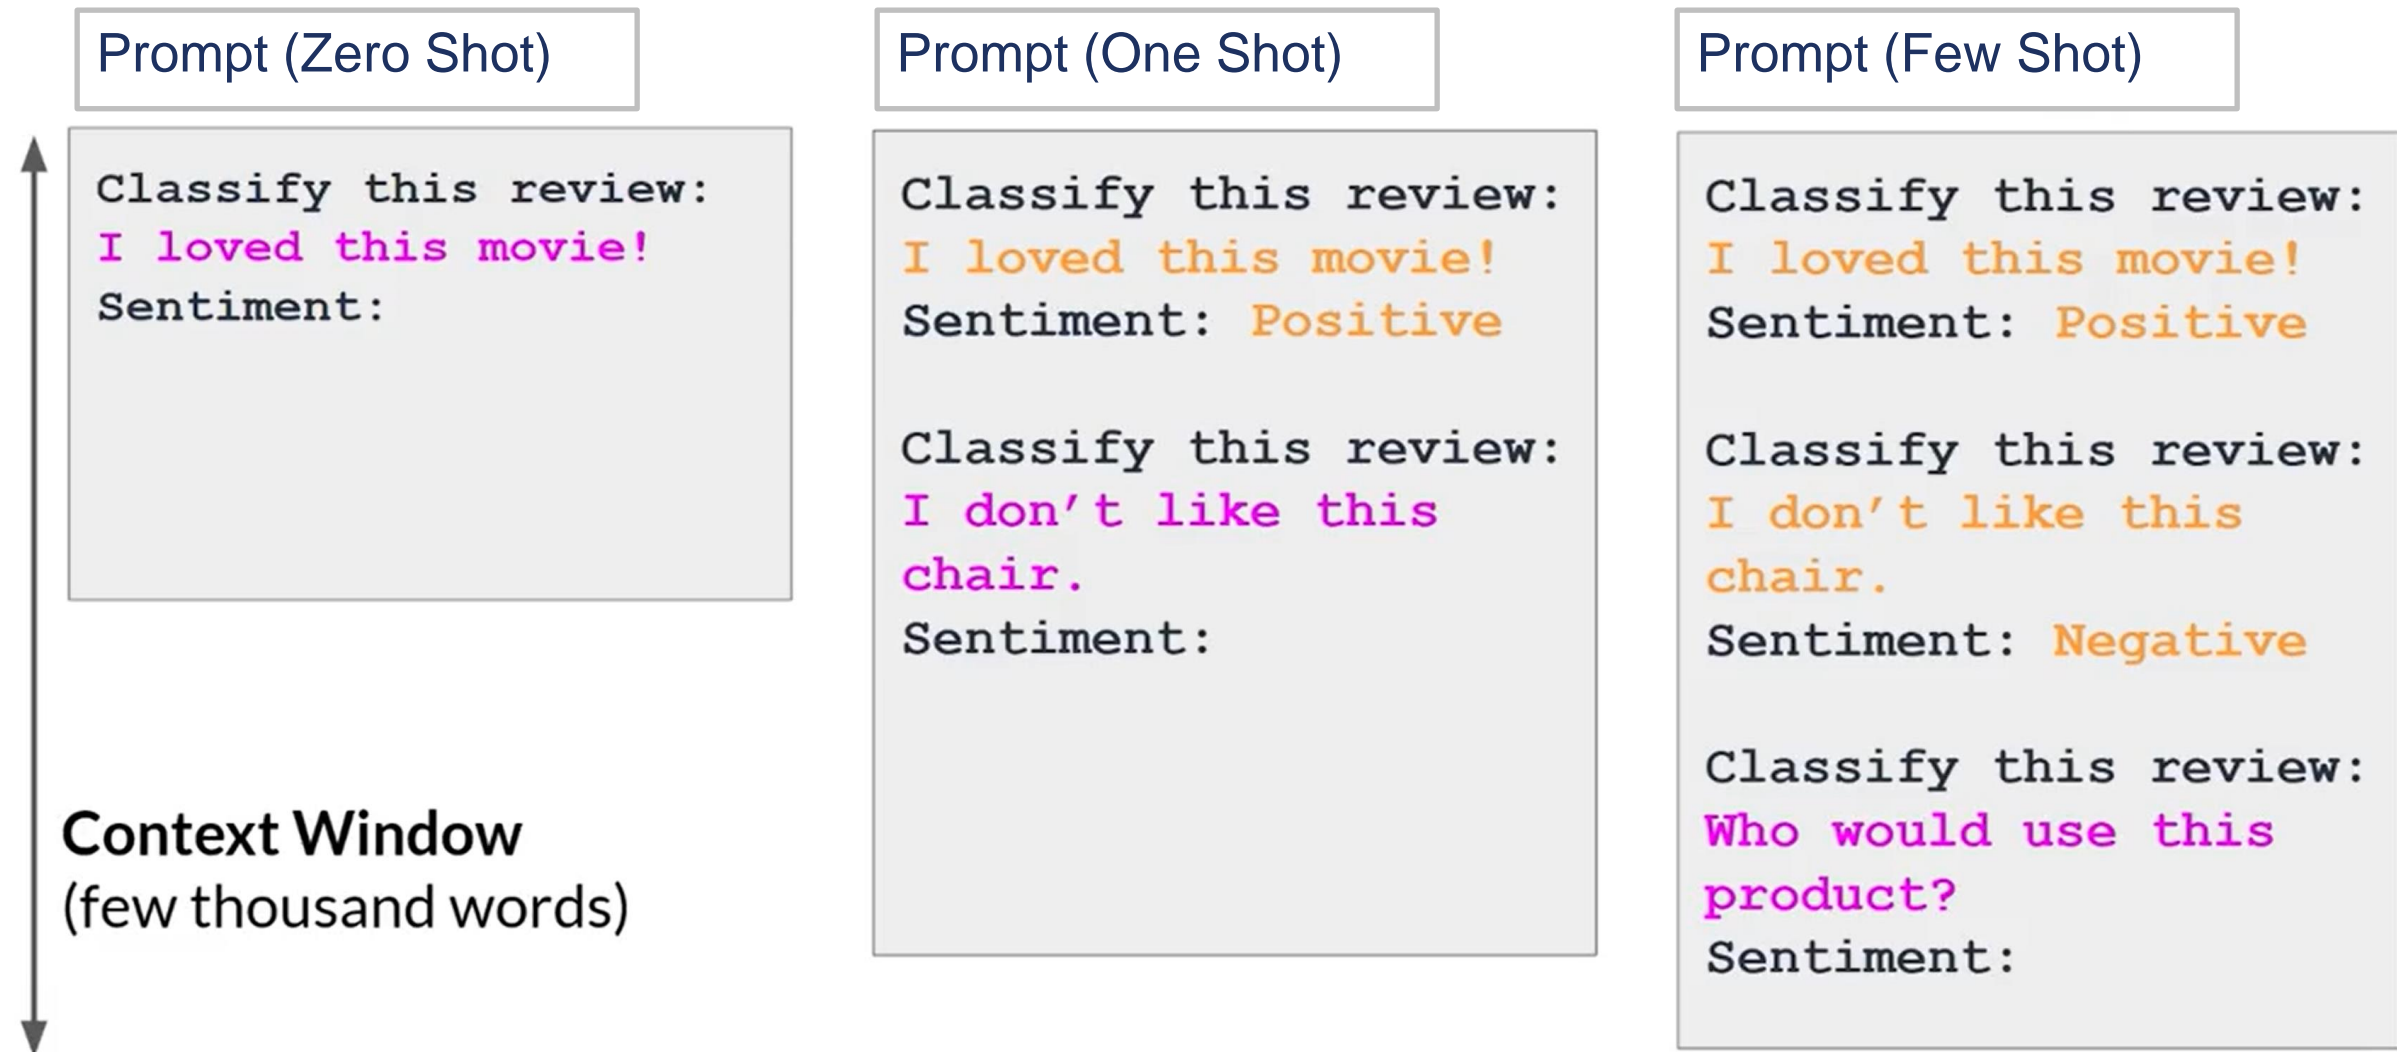 Prompt (Zero Shot)
Classify this review:
I loved this movie!
Sentiment:
Context Window
(few thousand words)
Prompt (One Shot)
Classify this review:
I loved this movie!
Sentiment: Positive
Classify this review:
I don’t like this
chair.
Sentiment:
Prompt (Few Shot)
Classify this review:
I loved this movie!
Sentiment: Positive
Classify this review:
I don’t like this
chair.
Sentiment: Negative
Classify this review:
Who would use this
product?
Sentiment: